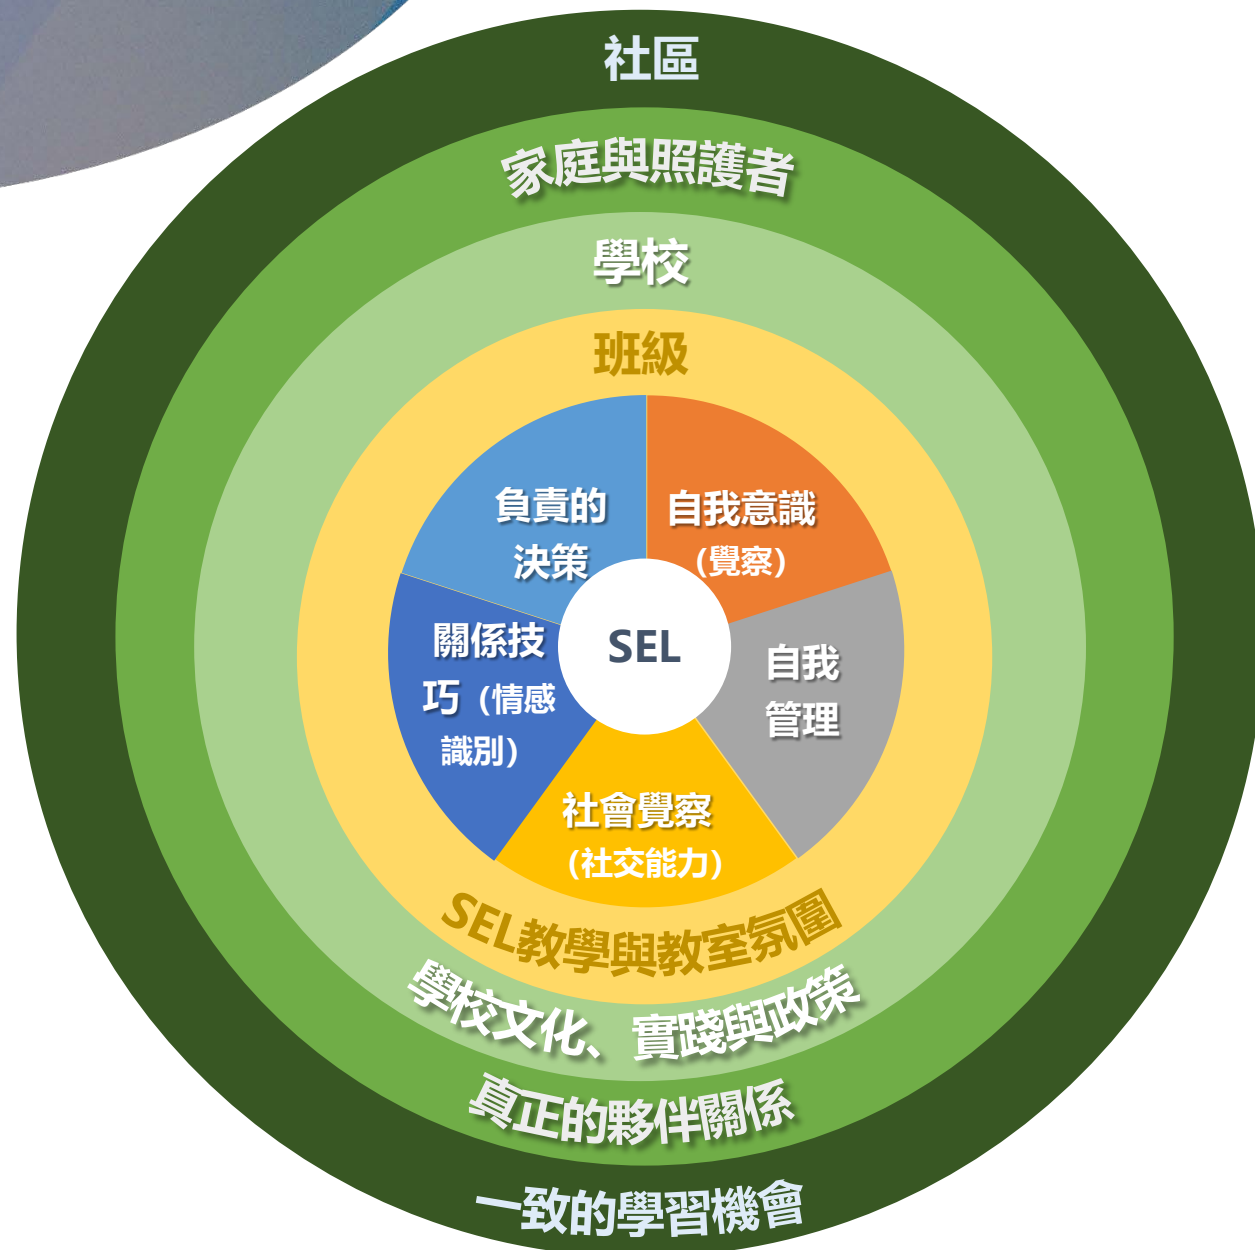 社區
家庭與照護者
學校
班級
負責的
決策
自我意識
（覺察）
SEL
關係技
巧（情感
識別）
自我
管理
社會覺察
（社交能力）
SEL教學與教室氛圍
學校文化、實踐與政策
真正的夥伴關係
一致的學習機會